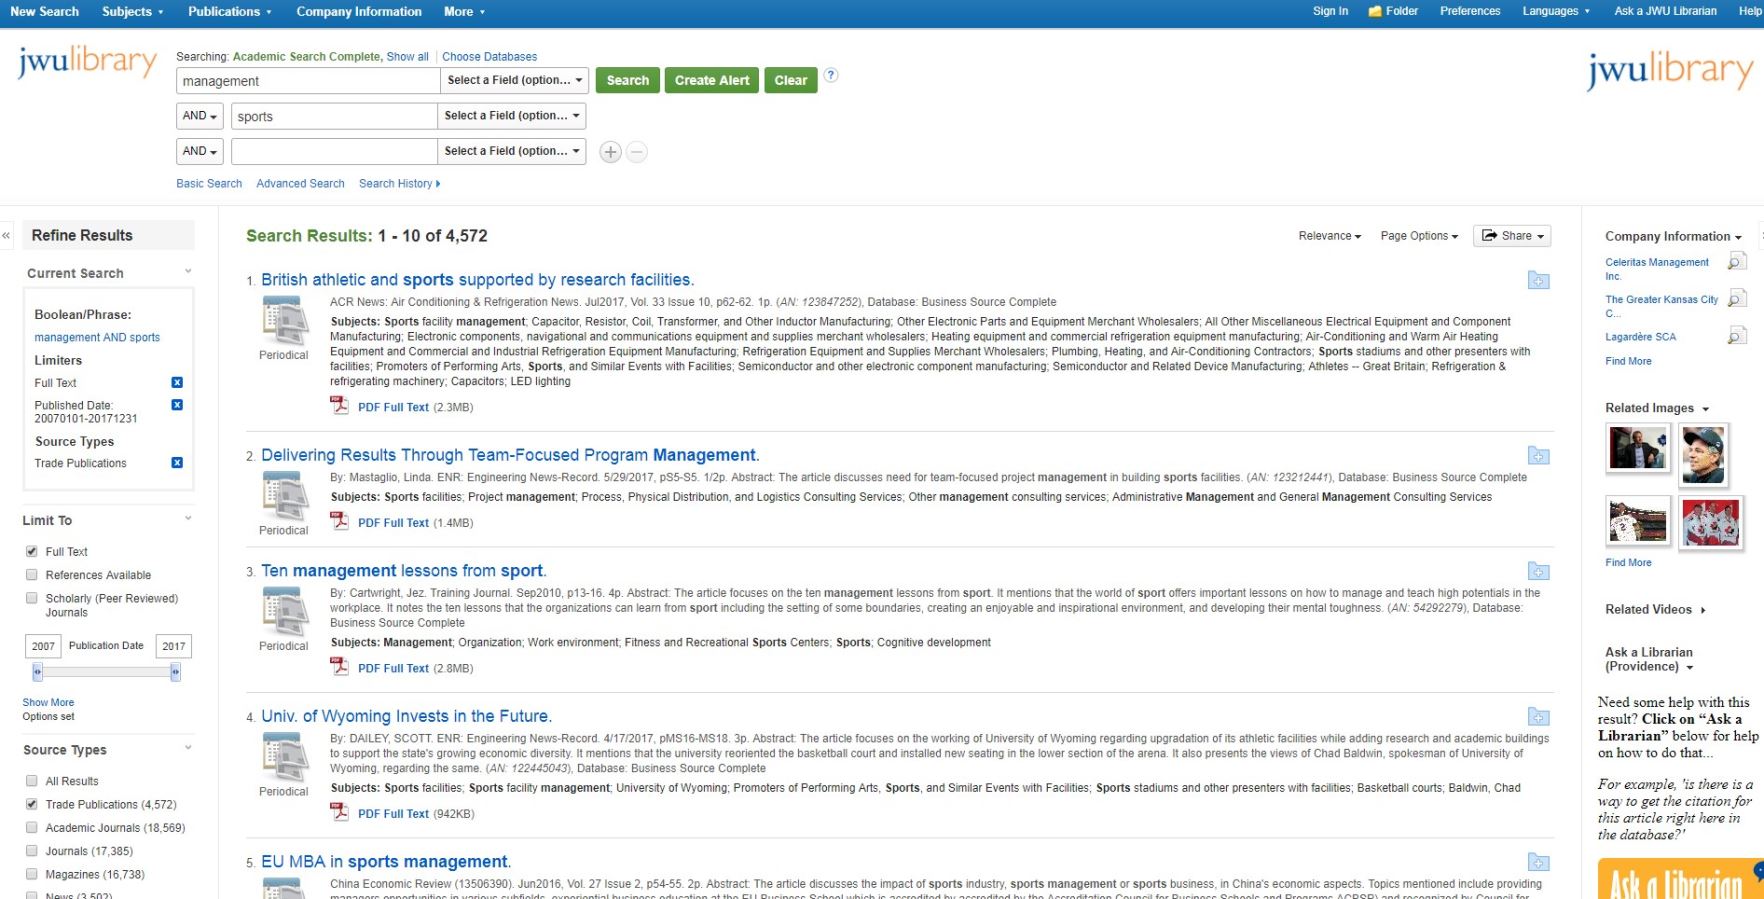 New Search Subjects Publications Company Information More Sign In Folder Preferences Languages Ask a JWU Librarian Help
jwulibrary
Searching: Academic Search Complete, Show all Choose Databases
management Select a Field (option... Search Create Alert Clear ?
AND sports Select a Field (option...
AND Select a Field (option...
Basic Search Advanced Search Search History
jwulibrary
Refine Results
Current Search
Boolean/Phrase:
management AND sports
Limiters
Full Text
Published Date:
20070101-20171231
Source Types
Trade Publications
Limit To
Full Text
References Available
Scholarly (Peer Reviewed)
Journals
2007 Publication Date 2017
Show More
Options set
Source Types
All Results
Trade Publications (4,572)
Academic Journals (18,569)
Journals (17,385)
Magazines (16,738)
News (3,502)
Search Results: 1 - 10 of 4,572
Relevance Page Options Share
1. British athletic and sports supported by research facilities.
ACR News: Air Conditioning & Refrigeration News. Jul2017, Vol. 33 Issue 10, p62-62. 1p. (AN: 123847252), Database: Business Source Complete
Subjects: Sports facility management; Capacitor, Resistor, Coil, Transformer, and Other Inductor Manufacturing; Other Electronic Parts and Equipment Merchant Wholesalers; All Other Miscellaneous Electrical Equipment and Component
Manufacturing; Electronic components, navigational and communications equipment and supplies merchant wholesalers; Heating equipment and commercial refrigeration equipment manufacturing; Air-Conditioning and Warm Air Heating
Equipment and Commercial and Industrial Refrigeration Equipment Manufacturing; Refrigeration Equipment and Supplies Merchant Wholesalers; Plumbing, Heating, and Air-Conditioning Contractors; Sports stadiums and other presenters with
facilities; Promoters of Performing Arts, Sports, and Similar Events with Facilities; Semiconductor and other electronic component manufacturing; Semiconductor and Related Device Manufacturing; Athletes -- Great Britain; Refrigeration &
refrigerating machinery; Capacitors; LED lighting
Periodical
PDF Full Text (2.3MB)
2. Delivering Results Through Team-Focused Program Management.
By: Mastaglio, Linda. ENR: Engineering News-Record. 5/29/2017, pS5-S5. 1/2p. Abstract: The article discusses need for team-focused project management in building sports facilities. (AN: 123212441), Database: Business Source Complete
Subjects: Sports facilities; Project management; Process, Physical Distribution, and Logistics Consulting Services; Other management consulting services; Administrative Management and General Management Consulting Services
Periodical
PDF Full Text (1.4MB)
3. Ten management lessons from sport.
By: Cartwright, Jez. Training Journal. Sep2010, p13-16. 4p. Abstract: The article focuses on the ten management lessons from sport. It mentions that the world of sport offers important lessons on how to manage and teach high potentials in the
workplace. It notes the ten lessons that the organizations can learn from sport including the setting of some boundaries, creating an enjoyable and inspirational environment, and developing their mental toughness. (AN: 54292279), Database:
Business Source Complete
Subjects: Management; Organization; Work environment; Fitness and Recreational Sports Centers; Sports; Cognitive development
Periodical
PDF Full Text (2.8MB)
4. Univ. of Wyoming Invests in the Future.
By: DAILEY, SCOTT. ENR: Engineering News-Record. 4/17/2017, pMS16-MS18. 3p. Abstract: The article focuses on the working of University of Wyoming regarding upgradation of its athletic facilities while adding research and academic buildings
to support the state's growing economic diversity. It mentions that the university reoriented the basketball court and installed new seating in the lower section of the arena. It also presents the views of Chad Baldwin, spokesman of University of
Wyoming, regarding the same. (AN: 122445043), Database: Business Source Complete
Subjects: Sports facilities; Sports facility management; University of Wyoming; Promoters of Performing Arts, Sports, and Similar Events with Facilities; Sports stadiums and other presenters with facilities; Basketball courts; Baldwin, Chad
Periodical
PDF Full Text (942KB)
5. EU MBA in sports management.
China Economic Review (13506390). Jun2016, Vol. 27 Issue 2, p54-55. 2p. Abstract: The article discusses the impact of sports industry, sports management or sports business, in China's economic aspects. Topics mentioned include providing
managers opportunities in various subfields, experiential business education at the EU Business School which is accredited by accredited by the Accreditation Council for Business Schools and Programs ACPSP) and recognized by Council for
Company Information
Celeritas Management
Inc.
The Greater Kansas City
C...
Lagardère SCA
Find More
Related Images
Find More
Related Videos
Ask a Librarian
(Providence)
Need some help with this
result? Click on “Ask a
Librarian” below for help
on how to do that...
For example, 'is there is a
way to get the citation for
this article right here in
the database?'
Ask a Librarian